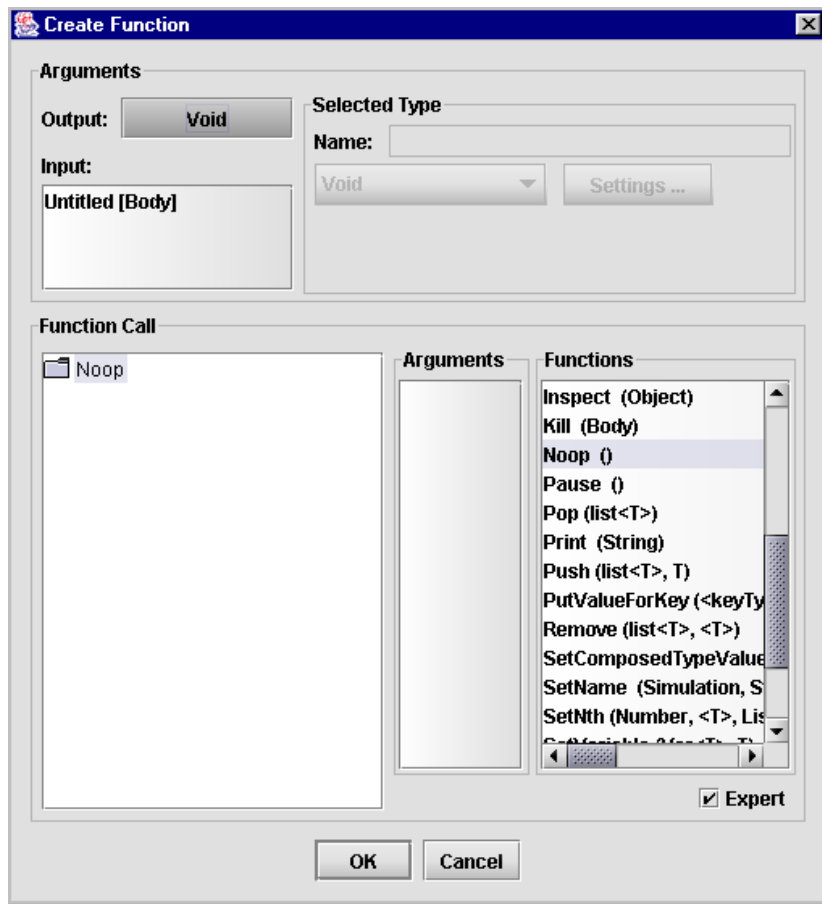 Create Function
Arguments
Output: Void
Input:
Untitled [Body]
Selected Type
Name:
Void Settings ...
Function Call
Noop
Arguments
Functions
Inspect (Object)
Kill (Body)
Noop ()
Pause ()
Pop (list<T>)
Print (String)
Push (list<T>, T)
PutValueForKey (<keyTy
Remove (list<T>, <T>)
SetComposedTypeValue
SetName (Simulation, S
SetNth (Number, <T>, Lis
Expert
OK Cancel